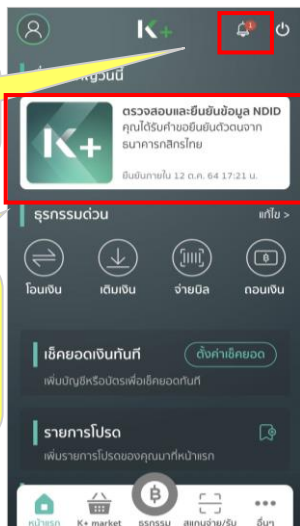 K+
สำคัญวันนี้
K+
ตรวจสอบและยืนยันข้อมูล NDID
คุณได้รับคำขอยืนยันตัวตนจาก
ธนาคารกสิกรไทย
ยืนยันภายใน 12 ต.ค. 64 17:21 น.
ธุรกรรมด่วน
แก้ไข >
โอนเงิน
เติมเงิน
จ่ายบิล
ถอนเงิน
เช็คยอดเงินทันที
ตั้งค่าเช็คยอด
เพิ่มบัญชีหรือบัตรเพื่อเช็คยอดทันที
รายการโปรด
เพิ่มรายการโปรดของคุณมาที่หน้าแรก
หน้าแรก
K+ market
ธุรกรรม
สแกนจ่าย/รับ
อื่นๆ